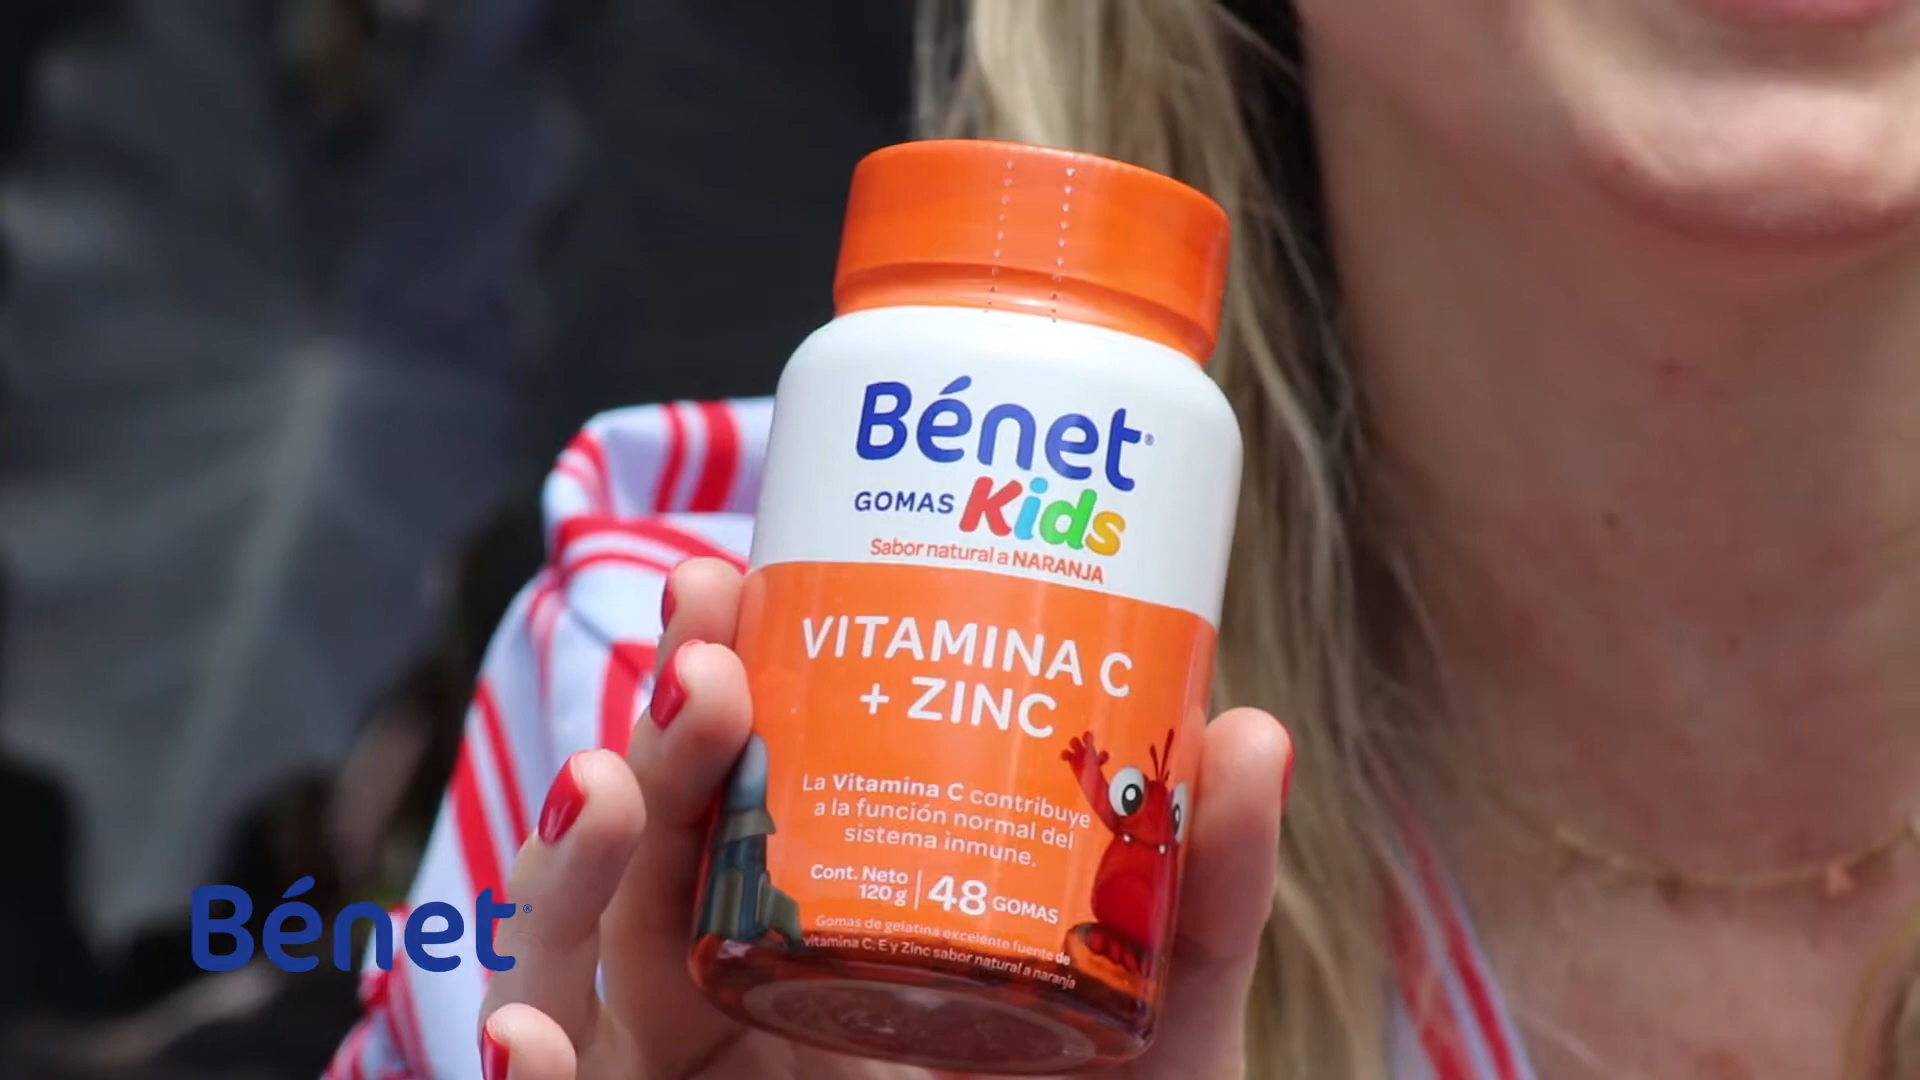 Bénet®
GOMAS Kids
Sabor natural a NARANJA
VITAMINA C
+ ZINC
La Vitamina C contribuye
a la función normal del
sistema inmune.
Cont. Neto
120 g
48 GOMAS
Gomas de gelatina excelente fuente de
vitamina C, E y Zinc sabor natural a naranja
Bénet®